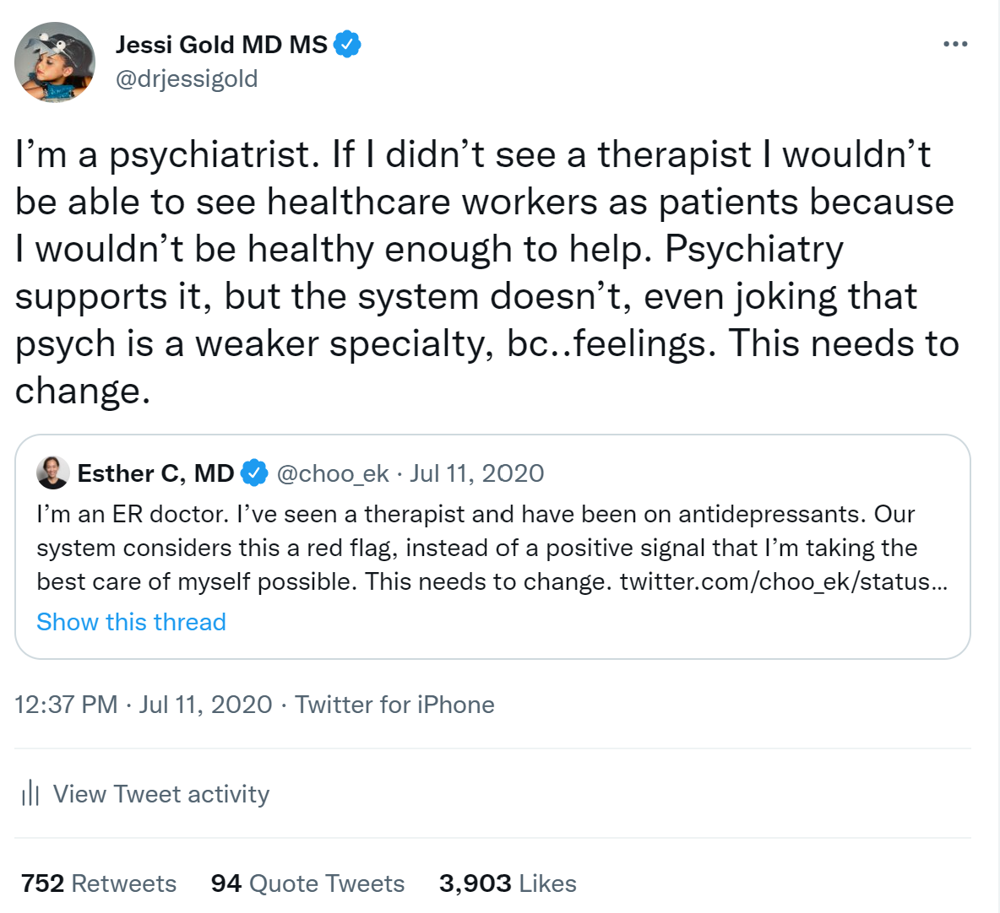 Jessi Gold MD MS
@drjessigold
I’m a psychiatrist. If I didn’t see a therapist I wouldn’t
be able to see healthcare workers as patients because
I wouldn’t be healthy enough to help. Psychiatry
supports it, but the system doesn’t, even joking that
psych is a weaker specialty, bc..feelings. This needs to
change.
Esther C, MD @choo_ek · Jul 11, 2020
I’m an ER doctor. I’ve seen a therapist and have been on antidepressants. Our
system considers this a red flag, instead of a positive signal that I’m taking the
best care of myself possible. This needs to change. twitter.com/choo_ek/status…
Show this thread
12:37 PM · Jul 11, 2020 · Twitter for iPhone
View Tweet activity
752 Retweets 94 Quote Tweets 3,903 Likes